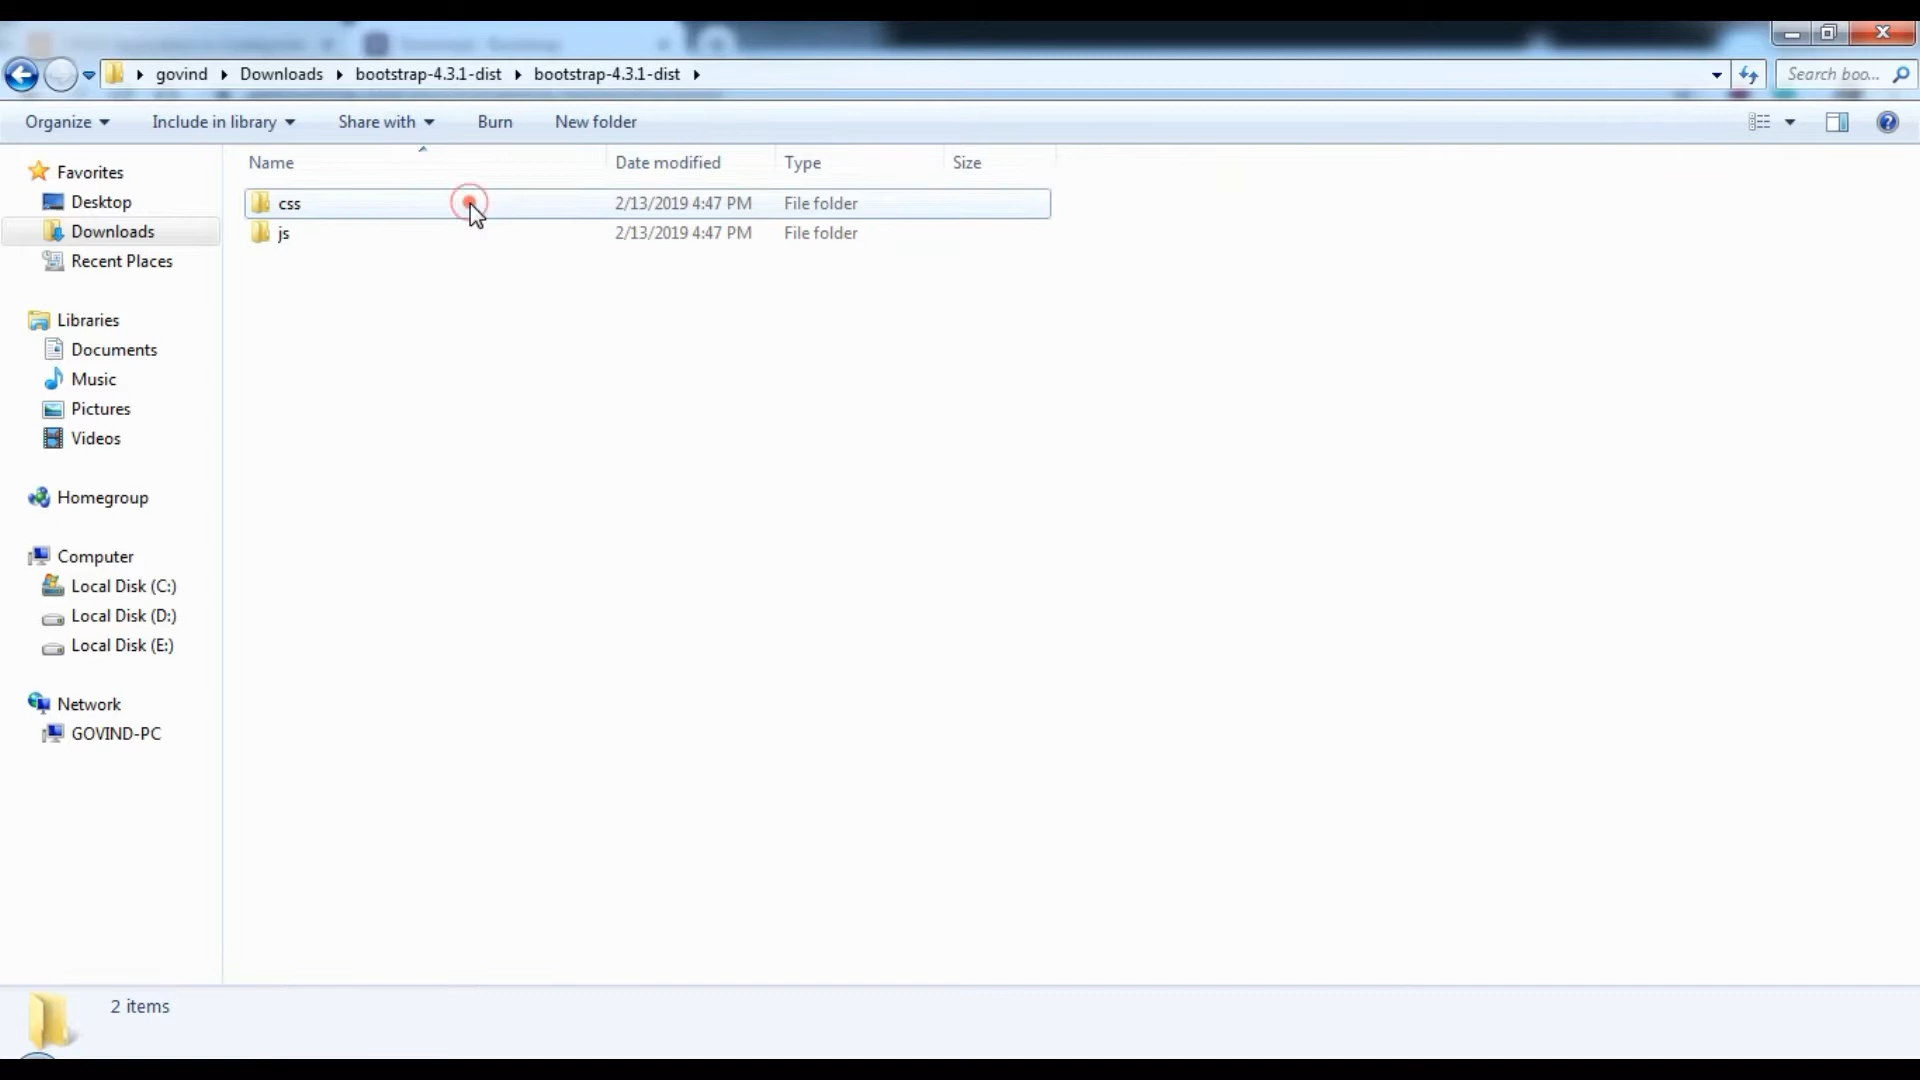 govind Downloads bootstrap-4.3.1-dist bootstrap-4.3.1-dist Search boo...
Organize Include in library Share with Burn New folder
Name Date modified Type Size
css 2/13/2019 4:47 PM File folder
js 2/13/2019 4:47 PM File folder
Favorites
Desktop
Downloads
Recent Places
Libraries
Documents
Music
Pictures
Videos
Homegroup
Computer
Local Disk (C:)
Local Disk (D:)
Local Disk (E:)
Network
GOVIND-PC
2 items